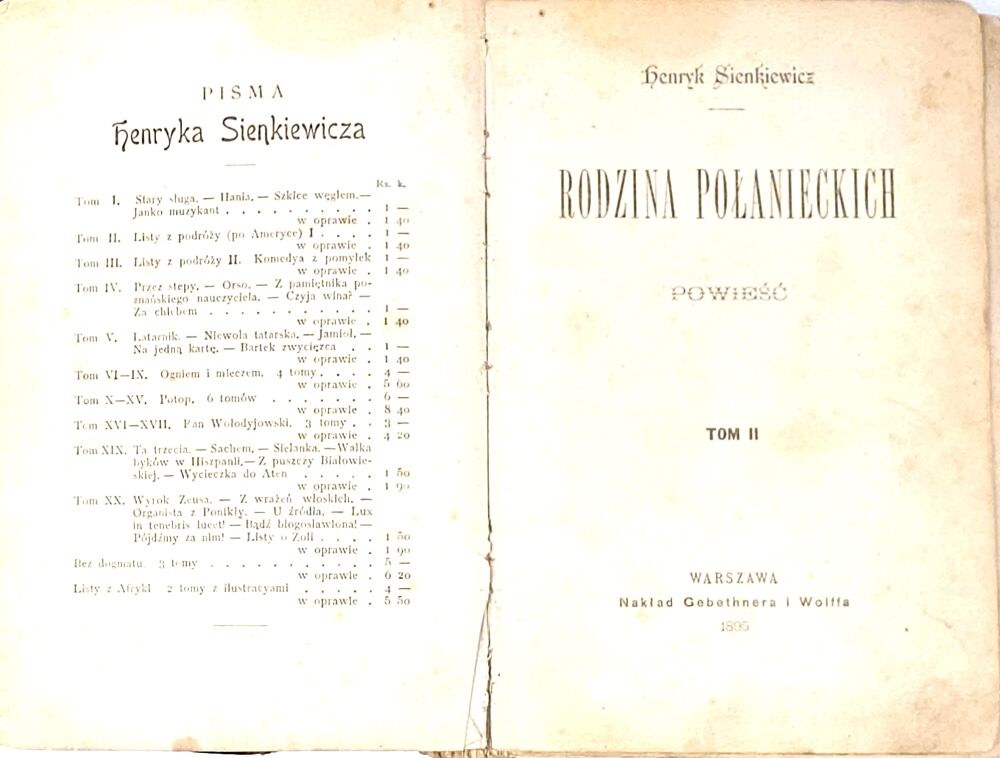 PISMA
Henryka Sienkiewicza
Rs. k.
Tom I. Stary sługa. — Hania. — Szkice węglem. —
Janko muzykant . . . . . . . . . . 1 —
w oprawie . 1 40
Tom II. Listy z podróży (po Ameryce) I . . . . 1 —
w oprawie . 1 40
Tom III. Listy z podróży II. Komedya z pomyłek 1 —
w oprawie . 1 40
Tom IV. Przez stepy. — Orso. — Z pamiętnika po-
znańskiego nauczyciela. — Czyja wina? —
Za chlebem . . . . . . . . . . . 1 —
w oprawie . 1 40
Tom V. Latarnik. — Niewola tatarska. — Jamioł. —
Na jedną kartę. — Bartek zwycięzca . . 1 —
w oprawie . 1 40
Tom VI—IX. Ogniem i mieczem. 4 tomy . . . . 4 —
w oprawie . 5 60
Tom X—XV. Potop. 6 tomów . . . . . . . 6 —
w oprawie . 8 40
Tom XVI—XVII. Pan Wołodyjowski. 3 tomy . . 3 —
w oprawie . 4 20
Tom XIX. Ta trzecia. — Sachem. — Sielanka. — Walka
byków w Hiszpanii. — Z puszczy Białowie-
skiej. — Wycieczka do Aten . . . . . 1 50
w oprawie . 1 90
Tom XX. Wyrok Zeusa. — Z wrażeń włoskich. —
Organista z Ponikły. — U źródła. — Lux
in tenebris lucet! — Bądź błogosławiona! —
Pójdźmy za nim! — Listy o Zoli . . . . 1 50
w oprawie . 1 90
Bez dogmatu. 3 tomy . . . . . . . . . . . 5 —
w oprawie . 6 20
Listy z Afryki 2 tomy z ilustracyami . . . . . 4 —
w oprawie . 5 50
Henryk Sienkiewicz
RODZINA POŁANIECKICH
POWIEŚĆ
TOM II
WARSZAWA
Nakład Gebethnera i Wolffa
1895